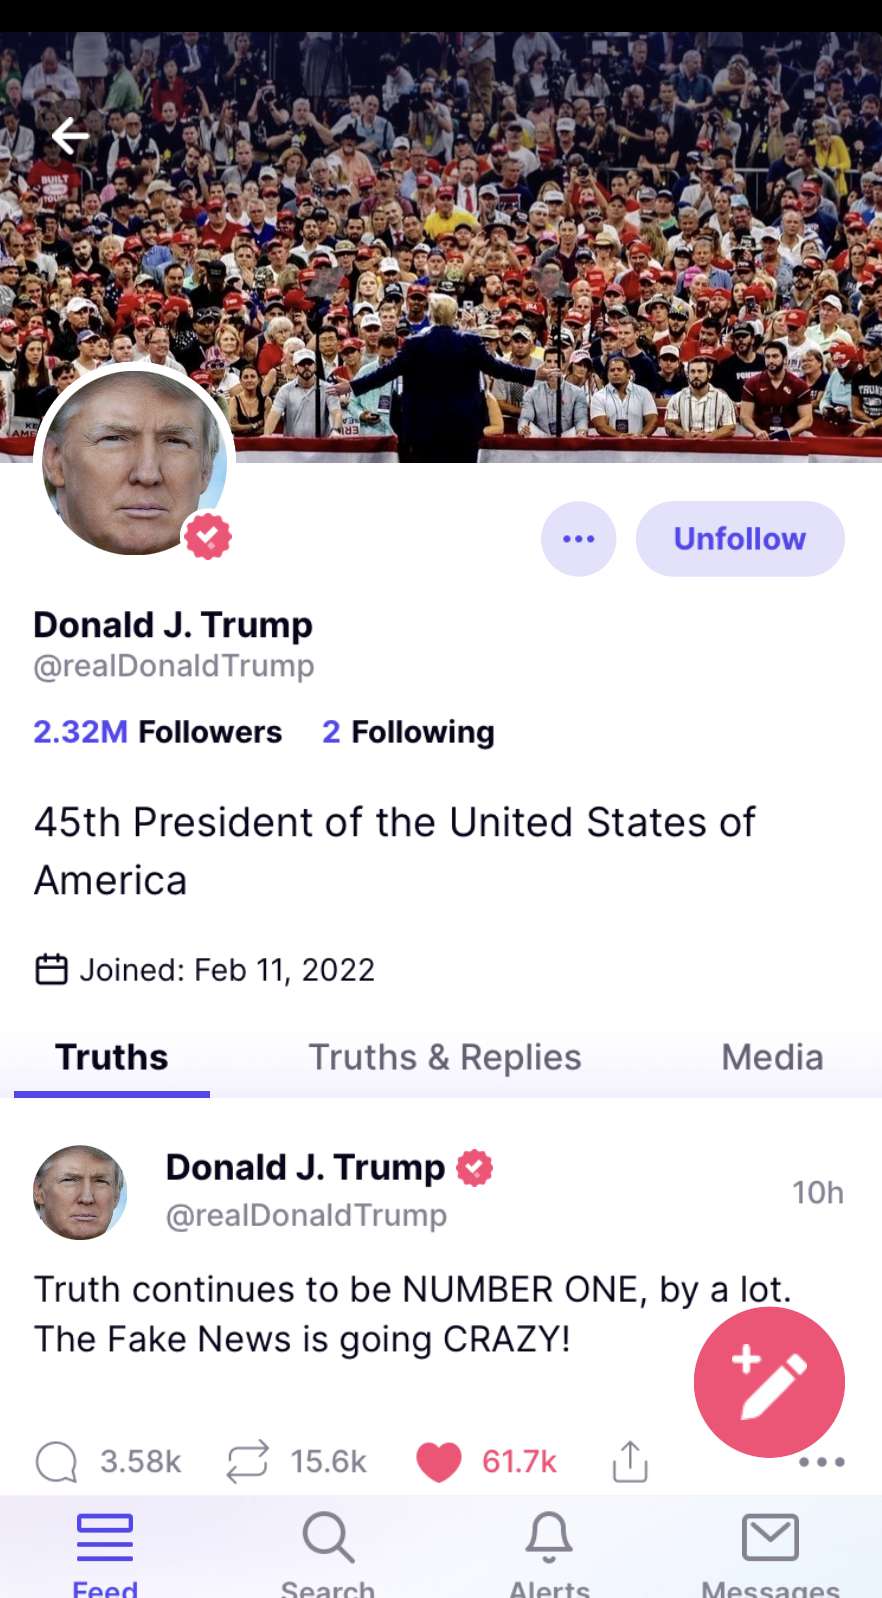 BUILT
Unfollow
Donald J. Trump
@realDonaldTrump
2.32M Followers 2 Following
45th President of the United States of
America
Joined: Feb 11, 2022
Truths Truths & Replies Media
Donald J. Trump 10h
@realDonaldTrump
Truth continues to be NUMBER ONE, by a lot.
The Fake News is going CRAZY!
3.58k 15.6k 61.7k
Feed Search Alerts Messages